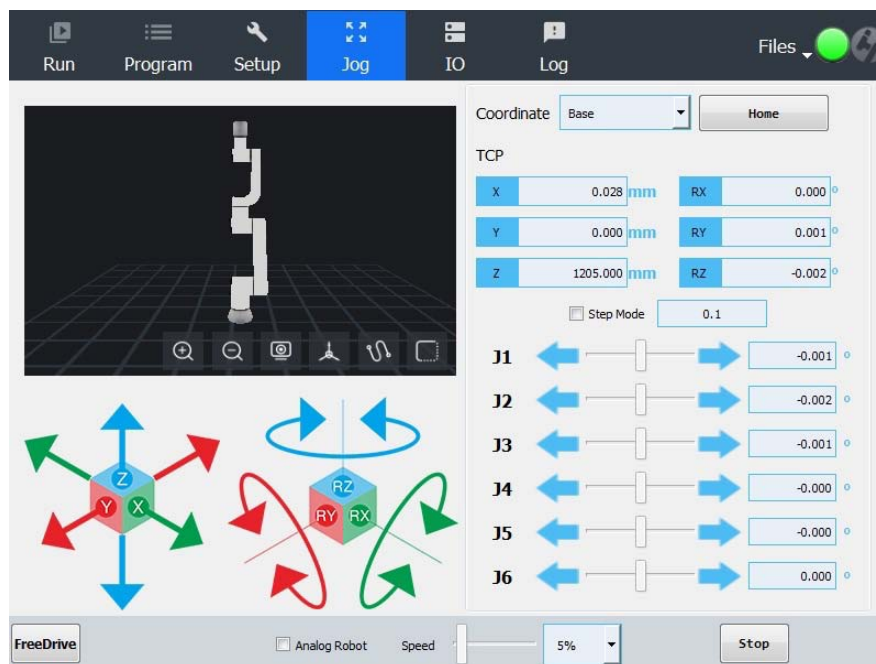 Run Program Setup Jog IO Log Files
Coordinate Base Home
TCP
X 0.028 mm RX 0.000 °
Y 0.000 mm RY 0.001 °
Z 1205.000 mm RZ -0.002 °
Step Mode 0.1
J1 -0.001 °
J2 -0.002 °
J3 -0.001 °
J4 -0.000 °
J5 -0.000 °
J6 0.000 °
Z
Y X
RZ
RY RX
FreeDrive Analog Robot Speed 5% Stop